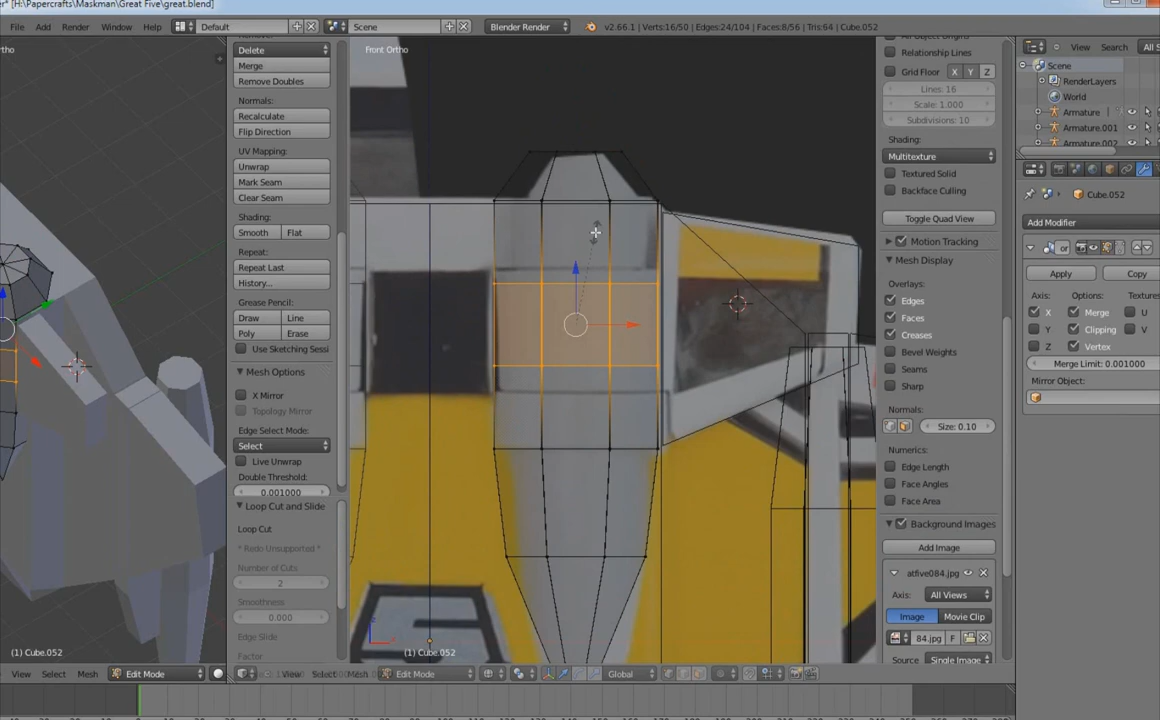 [H:\Papercrafts\Maskman\Great Five\great.blend]
File Add Render Window Help
Default
Scene
Blender Render
v2.66.1 | Verts:16/50 | Edges:24/104 | Faces:8/56 | Tris:64 | Cube.052
Front Ortho
Delete
Merge
Remove Doubles
Normals:
Recalculate
Flip Direction
UV Mapping:
Unwrap
Mark Seam
Clear Seam
Shading:
Smooth Flat
Repeat:
Repeat Last
History...
Grease Pencil:
Draw Line
Poly Erase
Use Sketching Sessi
Mesh Options
X Mirror
Topology Mirror
Edge Select Mode:
Select
Live Unwrap
Double Threshold:
0.001000
Loop Cut and Slide
Loop Cut
* Redo Unsupported *
Number of Cuts
2
Smoothness
0.000
Edge Slide
Factor
(1) Cube.052
(1) Cube.052
View Select Mesh Edit Mode
View Select Mesh Edit Mode Global
Relationship Lines
Grid Floor X Y Z
Lines: 16
Scale: 1.000
Subdivisions: 10
Shading:
Multitexture
Textured Solid
Backface Culling
Toggle Quad View
Motion Tracking
Mesh Display
Overlays:
Edges
Faces
Creases
Bevel Weights
Seams
Sharp
Normals:
Size: 0.10
Numerics:
Edge Length
Face Angles
Face Area
Background Images
Add Image
atfive084.jpg
Axis: All Views
Image Movie Clip
84.jpg F
Source Single Image
View Search All S
Scene
RenderLayers
World
Armature
Armature.001
Armature.002
Cube.052
Add Modifier
Apply Copy
Axis: Options: Textures
X Merge U
Y Clipping V
Z Vertex
Merge Limit: 0.001000
Mirror Object: